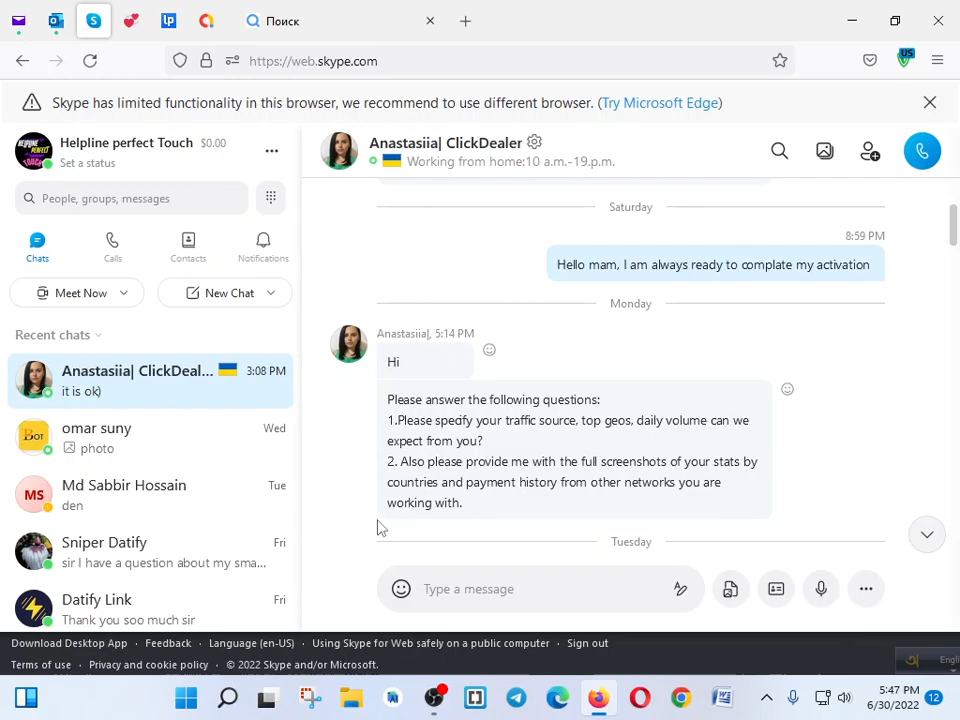 Поиск
https://web.skype.com
US
Skype has limited functionality in this browser, we recommend to use different browser. (Try Microsoft Edge)
Helpline perfect Touch $0.00
Set a status
People, groups, messages
Chats
Calls
Contacts
Notifications
Meet Now
New Chat
Recent chats
Anastasiia| ClickDeal... 3:08 PM
it is ok)
omar suny Wed
photo
BOT
Md Sabbir Hossain Tue
MS
den
Sniper Datify Fri
sir I have a question about my sma...
Datify Link Fri
Thank you soo much sir
Anastasiia| ClickDealer
Working from home:10 a.m.-19.p.m.
Saturday
8:59 PM
Hello mam, I am always ready to complate my activation
Monday
Anastasiia|, 5:14 PM
Hi
Please answer the following questions:
1.Please specify your traffic source, top geos, daily volume can we
expect from you?
2. Also please provide me with the full screenshots of your stats by
countries and payment history from other networks you are
working with.
Tuesday
Type a message
Download Desktop App · Feedback · Language (en-US) · Using Skype for Web safely on a public computer · Sign out
Terms of use · Privacy and cookie policy · © 2022 Skype and/or Microsoft.
Engli
5:47 PM
6/30/2022
12